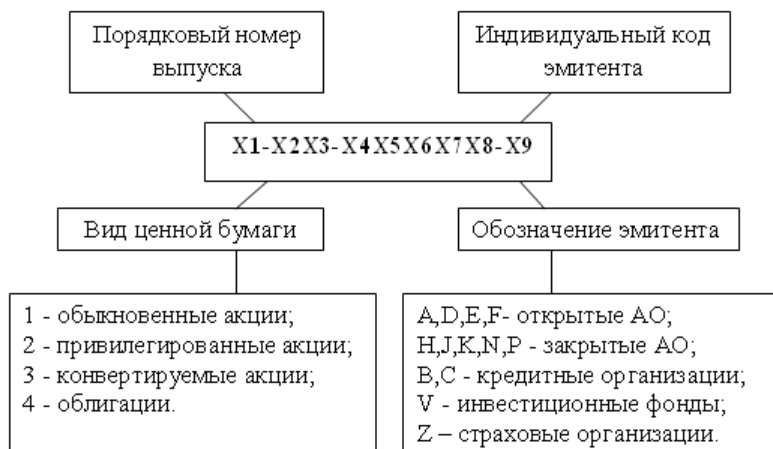 Порядковый номер
выпуска
Индивидуальный код
эмитента
X1-X2X3-X4X5X6X7X8-X9
Вид ценной бумаги
Обозначение эмитента
1 - обыкновенные акции;
2 - привилегированные акции;
3 - конвертируемые акции;
4 - облигации.
A,D,E,F- открытые АО;
H,J,K,N,P - закрытые АО;
B,C - кредитные организации;
V - инвестиционные фонды;
Z – страховые организации.